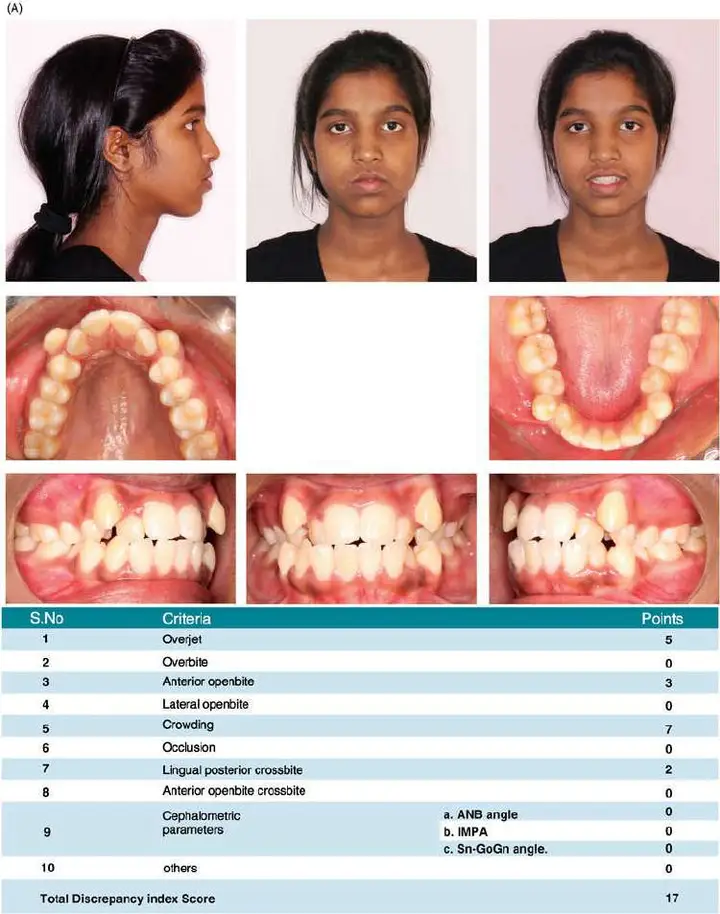 (A)
S.No Criteria Points
1 Overjet 5
2 Overbite 0
3 Anterior openbite 3
4 Lateral openbite 0
5 Crowding 7
6 Occlusion 0
7 Lingual posterior crossbite 2
8 Anterior openbite crossbite 0
9 Cephalometric parameters a. ANB angle 0
b. IMPA 0
c. Sn-GoGn angle. 0
10 others 0
Total Discrepancy index Score 17